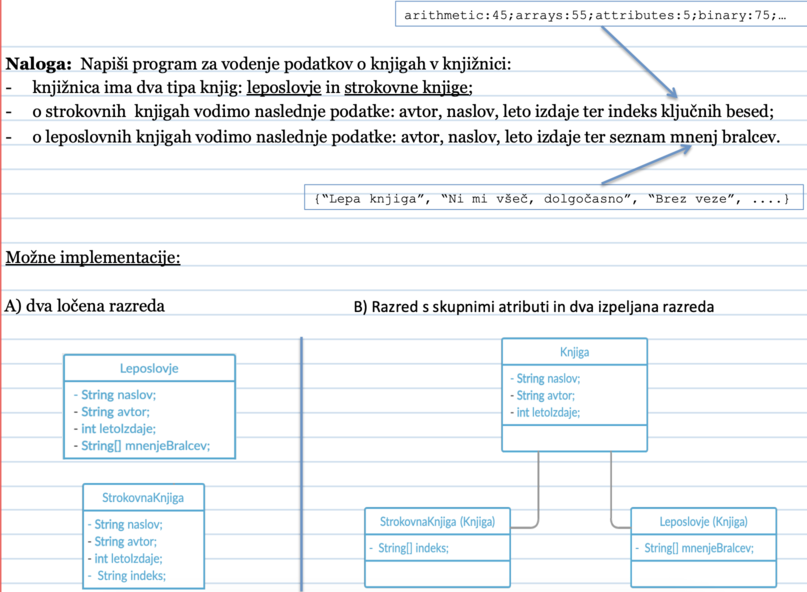 arithmetic:45;arrays:55;attributes:5;binary:75;…
Naloga: Napiši program za vodenje podatkov o knjigah v knjižnici:
- knjižnica ima dva tipa knjig: leposlovje in strokovne knjige;
- o strokovnih knjigah vodimo naslednje podatke: avtor, naslov, leto izdaje ter indeks ključnih besed;
- o leposlovnih knjigah vodimo naslednje podatke: avtor, naslov, leto izdaje ter seznam mnenj bralcev.
{“Lepa knjiga”, “Ni mi všeč, dolgočasno”, “Brez veze”, ....}
Možne implementacije:
A) dva ločena razreda
Leposlovje
- String naslov;
- String avtor;
- int letoIzdaje;
- String[] mnenjeBralcev;
StrokovnaKnjiga
- String naslov;
- String avtor;
- int letoIzdaje;
- String indeks;
B) Razred s skupnimi atributi in dva izpeljana razreda
Knjiga
- String naslov;
- String avtor;
- int letoIzdaje;
StrokovnaKnjiga (Knjiga)
- String[] indeks;
Leposlovje (Knjiga)
- String[] mnenjeBralcev;